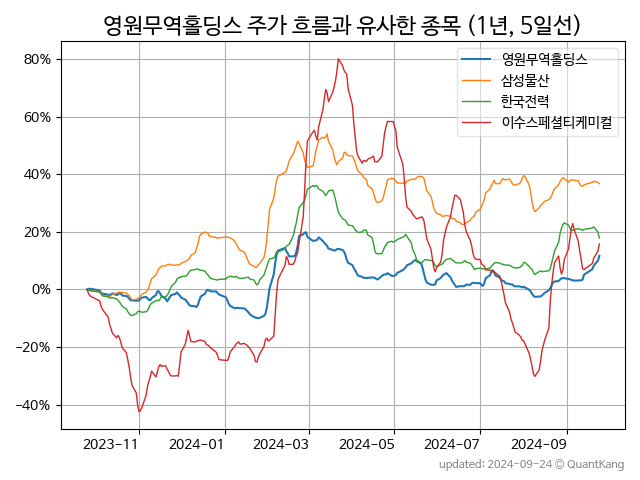 영원무역홀딩스 주가 흐름과 유사한 종목 (1년, 5일선)
영원무역홀딩스
삼성물산
한국전력
이수스페셜티케미컬
80%
60%
40%
20%
0%
−20%
−40%
2023-11
2024-01
2024-03
2024-05
2024-07
2024-09
updated: 2024-09-24 © QuantKang